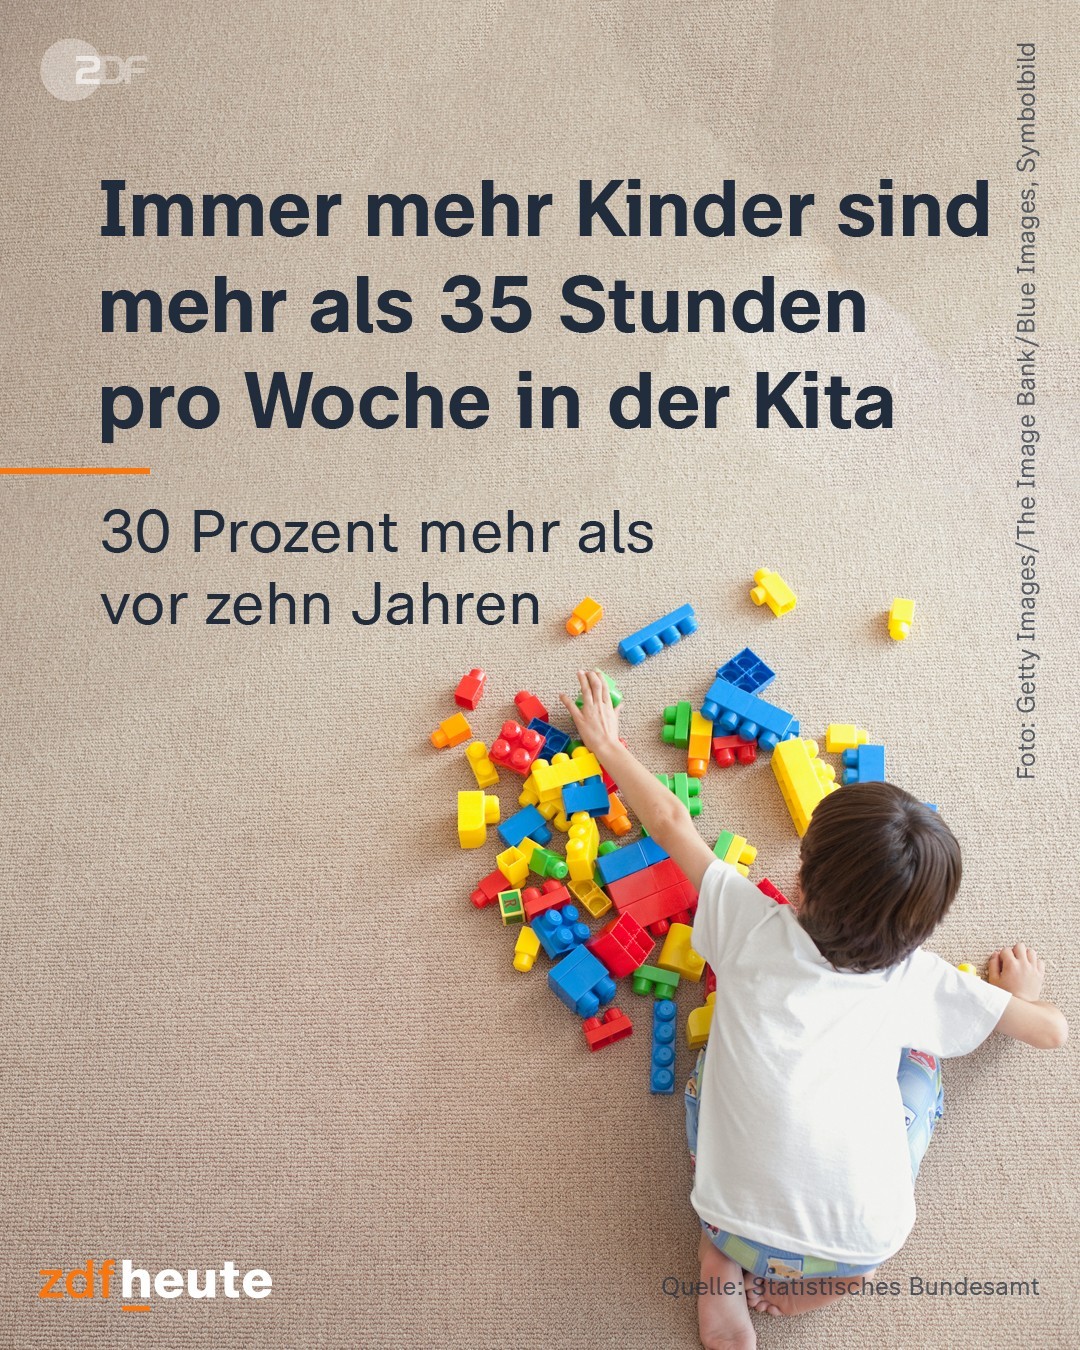 ZDF
Immer mehr Kinder sind
mehr als 35 Stunden
pro Woche in der Kita
30 Prozent mehr als
vor zehn Jahren
Foto: Getty Images/The Image Bank/Blue Images, Symbolbild
R
zdfheute
Quelle: Statistisches Bundesamt